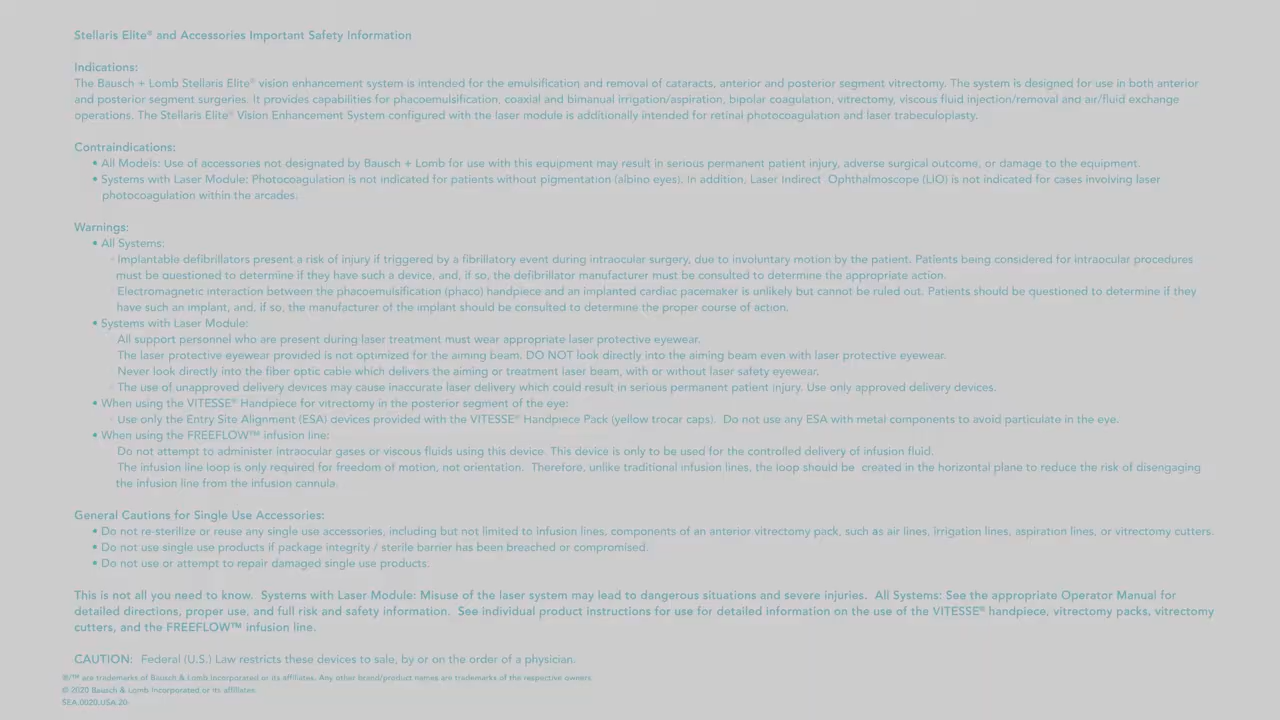 Stellaris Elite® and Accessories Important Safety Information
Indications:
The Bausch + Lomb Stellaris Elite® vision enhancement system is intended for the emulsification and removal of cataracts, anterior and posterior segment vitrectomy. The system is designed for use in both anterior
and posterior segment surgeries. It provides capabilities for phacoemulsification, coaxial and bimanual irrigation/aspiration, bipolar coagulation, vitrectomy, viscous fluid injection/removal and air/fluid exchange
operations. The Stellaris Elite® Vision Enhancement System configured with the laser module is additionally intended for retinal photocoagulation and laser trabeculoplasty.
Contraindications:
• All Models: Use of accessories not designated by Bausch + Lomb for use with this equipment may result in serious permanent patient injury, adverse surgical outcome, or damage to the equipment.
• Systems with Laser Module: Photocoagulation is not indicated for patients without pigmentation (albino eyes). In addition, Laser Indirect Ophthalmoscope (LIO) is not indicated for cases involving laser
photocoagulation within the arcades.
Warnings:
• All Systems:
◦ Implantable defibrillators present a risk of injury if triggered by a fibrillatory event during intraocular surgery, due to involuntary motion by the patient. Patients being considered for intraocular procedures
must be questioned to determine if they have such a device, and, if so, the defibrillator manufacturer must be consulted to determine the appropriate action.
Electromagnetic interaction between the phacoemulsification (phaco) handpiece and an implanted cardiac pacemaker is unlikely but cannot be ruled out. Patients should be questioned to determine if they
have such an implant, and, if so, the manufacturer of the implant should be consulted to determine the proper course of action.
• Systems with Laser Module:
All support personnel who are present during laser treatment must wear appropriate laser protective eyewear.
The laser protective eyewear provided is not optimized for the aiming beam. DO NOT look directly into the aiming beam even with laser protective eyewear.
Never look directly into the fiber optic cable which delivers the aiming or treatment laser beam, with or without laser safety eyewear.
◦ The use of unapproved delivery devices may cause inaccurate laser delivery which could result in serious permanent patient injury. Use only approved delivery devices.
• When using the VITESSE® Handpiece for vitrectomy in the posterior segment of the eye:
◦ Use only the Entry Site Alignment (ESA) devices provided with the VITESSE® Handpiece Pack (yellow trocar caps). Do not use any ESA with metal components to avoid particulate in the eye.
• When using the FREEFLOW™ infusion line:
Do not attempt to administer intraocular gases or viscous fluids using this device. This device is only to be used for the controlled delivery of infusion fluid.
The infusion line loop is only required for freedom of motion, not orientation. Therefore, unlike traditional infusion lines, the loop should be created in the horizontal plane to reduce the risk of disengaging
the infusion line from the infusion cannula.
General Cautions for Single Use Accessories:
• Do not re-sterilize or reuse any single use accessories, including but not limited to infusion lines, components of an anterior vitrectomy pack, such as air lines, irrigation lines, aspiration lines, or vitrectomy cutters.
• Do not use single use products if package integrity / sterile barrier has been breached or compromised.
• Do not use or attempt to repair damaged single use products.
This is not all you need to know. Systems with Laser Module: Misuse of the laser system may lead to dangerous situations and severe injuries. All Systems: See the appropriate Operator Manual for
detailed directions, proper use, and full risk and safety information. See individual product instructions for use for detailed information on the use of the VITESSE® handpiece, vitrectomy packs, vitrectomy
cutters, and the FREEFLOW™ infusion line.
CAUTION: Federal (U.S.) Law restricts these devices to sale, by or on the order of a physician.
®/™ are trademarks of Bausch & Lomb Incorporated or its affiliates. Any other brand/product names are trademarks of the respective owners
© 2020 Bausch & Lomb Incorporated or its affiliates.
SEA.0020.USA.20